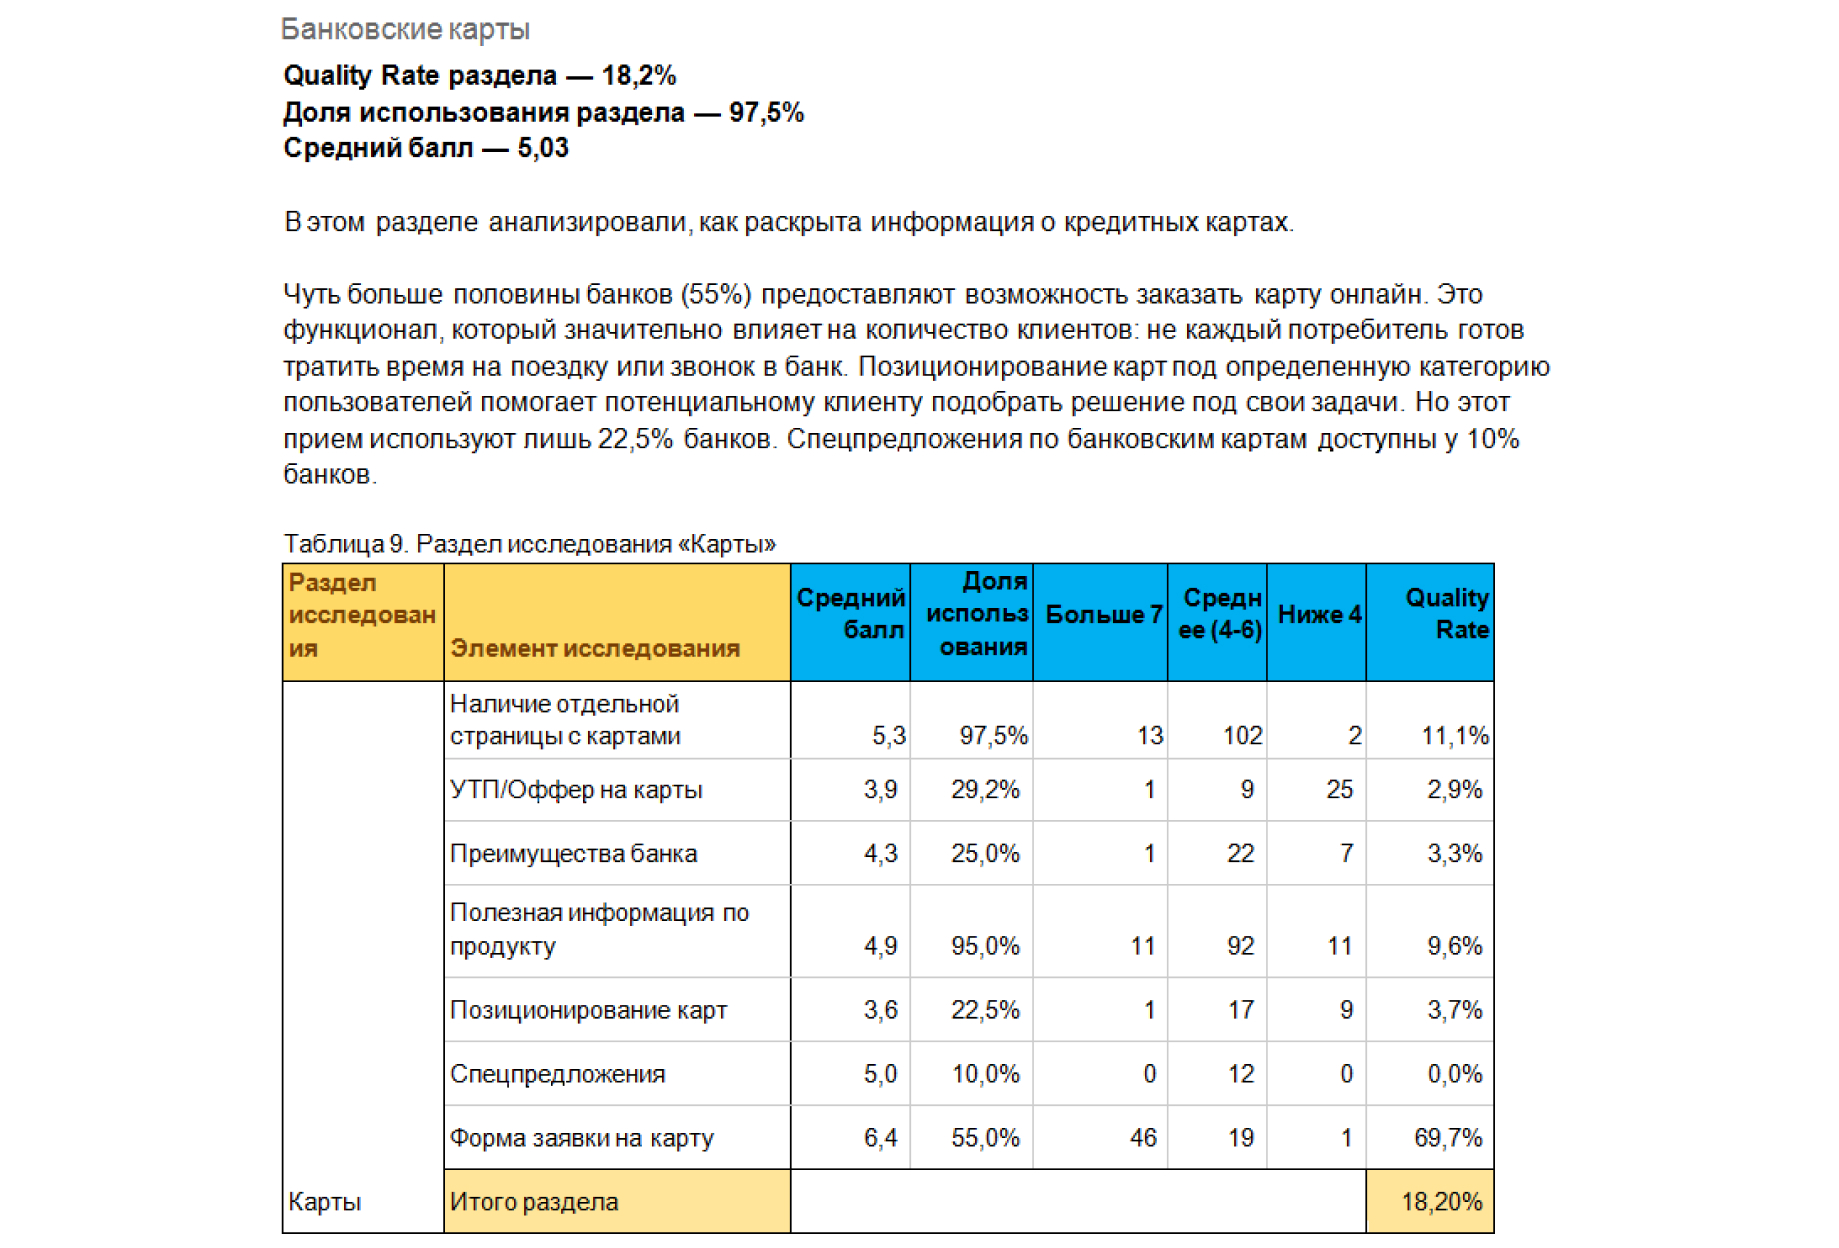 Банковские карты
Quality Rate раздела — 18,2%
Доля использования раздела — 97,5%
Средний балл — 5,03
В этом разделе анализировали, как раскрыта информация о кредитных картах.
Чуть больше половины банков (55%) предоставляют возможность заказать карту онлайн. Это
функционал, который значительно влияет на количество клиентов: не каждый потребитель готов
тратить время на поездку или звонок в банк. Позиционирование карт под определенную категорию
пользователей помогает потенциальному клиенту подобрать решение под свои задачи. Но этот
прием используют лишь 22,5% банков. Спецпредложения по банковским картам доступны у 10%
банков.
Таблица 9. Раздел исследования «Карты»
Раздел
исследован
ия
Элемент исследования
Средний
балл
Доля
использ
ования
Больше 7
Средн
ее (4-6)
Ниже 4
Quality
Rate
Наличие отдельной
страницы с картами 5,3 97,5% 13 102 2 11,1%
УТП/Оффер на карты 3,9 29,2% 1 9 25 2,9%
Преимущества банка 4,3 25,0% 1 22 7 3,3%
Полезная информация по
продукту 4,9 95,0% 11 92 11 9,6%
Позиционирование карт 3,6 22,5% 1 17 9 3,7%
Спецпредложения 5,0 10,0% 0 12 0 0,0%
Форма заявки на карту 6,4 55,0% 46 19 1 69,7%
Карты Итого раздела 18,20%